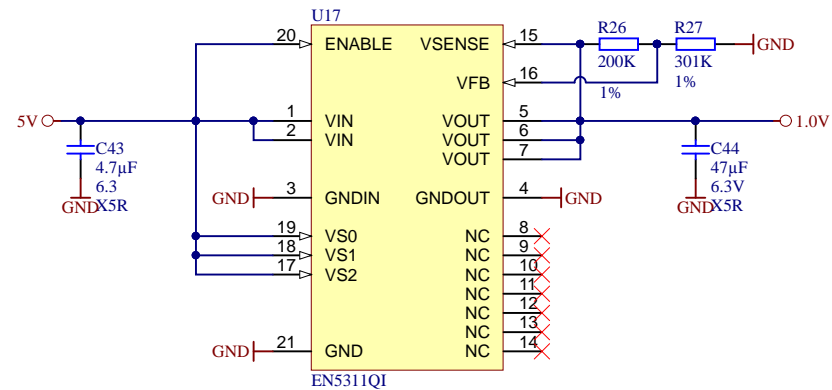 U17
20 ENABLE VSENSE 15 R26 R27
200K 301K GND
VFB 16
1% 1%
5V 1 VIN VOUT 5 1.0V
2 VIN VOUT 6
VOUT 7
C43 C44
4.7µF 47µF
6.3 6.3V
X5R X5R
GND GND
GND 3 GNDIN GNDOUT 4 GND
19 VS0 NC 8
18 VS1 NC 9
17 VS2 NC 10
NC 11
NC 12
NC 13
GND 21 GND NC 14
EN5311QI